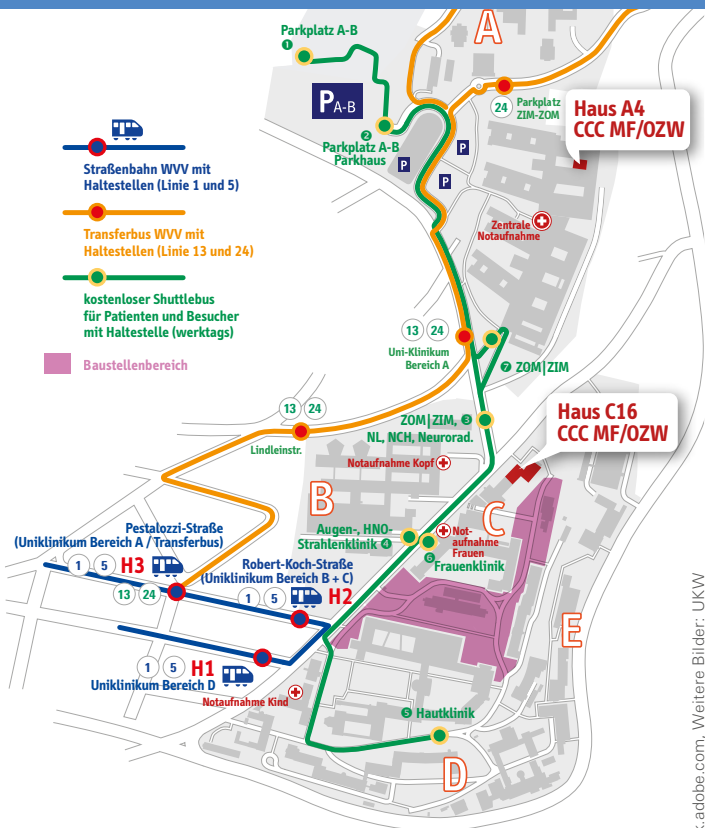 Parkplatz A-B
1
A
PA-B
24
Parkplatz
ZIM-ZOM
Haus A4
CCC MF/OZW
2
Parkplatz A-B
Parkhaus
P
P
P
Straßenbahn WVV mit
Haltestellen (Linie 1 und 5)
Transferbus WVV mit
Haltestellen (Linie 13 und 24)
kostenloser Shuttlebus
für Patienten und Besucher
mit Haltestelle (werktags)
Baustellenbereich
Zentrale
Notaufnahme
13 24
Uni-Klinikum
Bereich A
7 ZOM|ZIM
Haus C16
CCC MF/OZW
13 24
Lindleinstr.
ZOM|ZIM, 3
NL, NCH, Neurorad.
Notaufnahme Kopf
B
C
Augen-, HNO-
Strahlenklinik 4
Not-
aufnahme
Frauen
6
Frauenklinik
Pestalozzi-Straße
(Uniklinikum Bereich A / Transferbus)
1 5 H3
13 24
Robert-Koch-Straße
(Uniklinikum Bereich B + C)
1 5 H2
E
1 5 H1
Uniklinikum Bereich D
Notaufnahme Kind
5 Hautklinik
D
k.adobe.com, Weitere Bilder: UKW